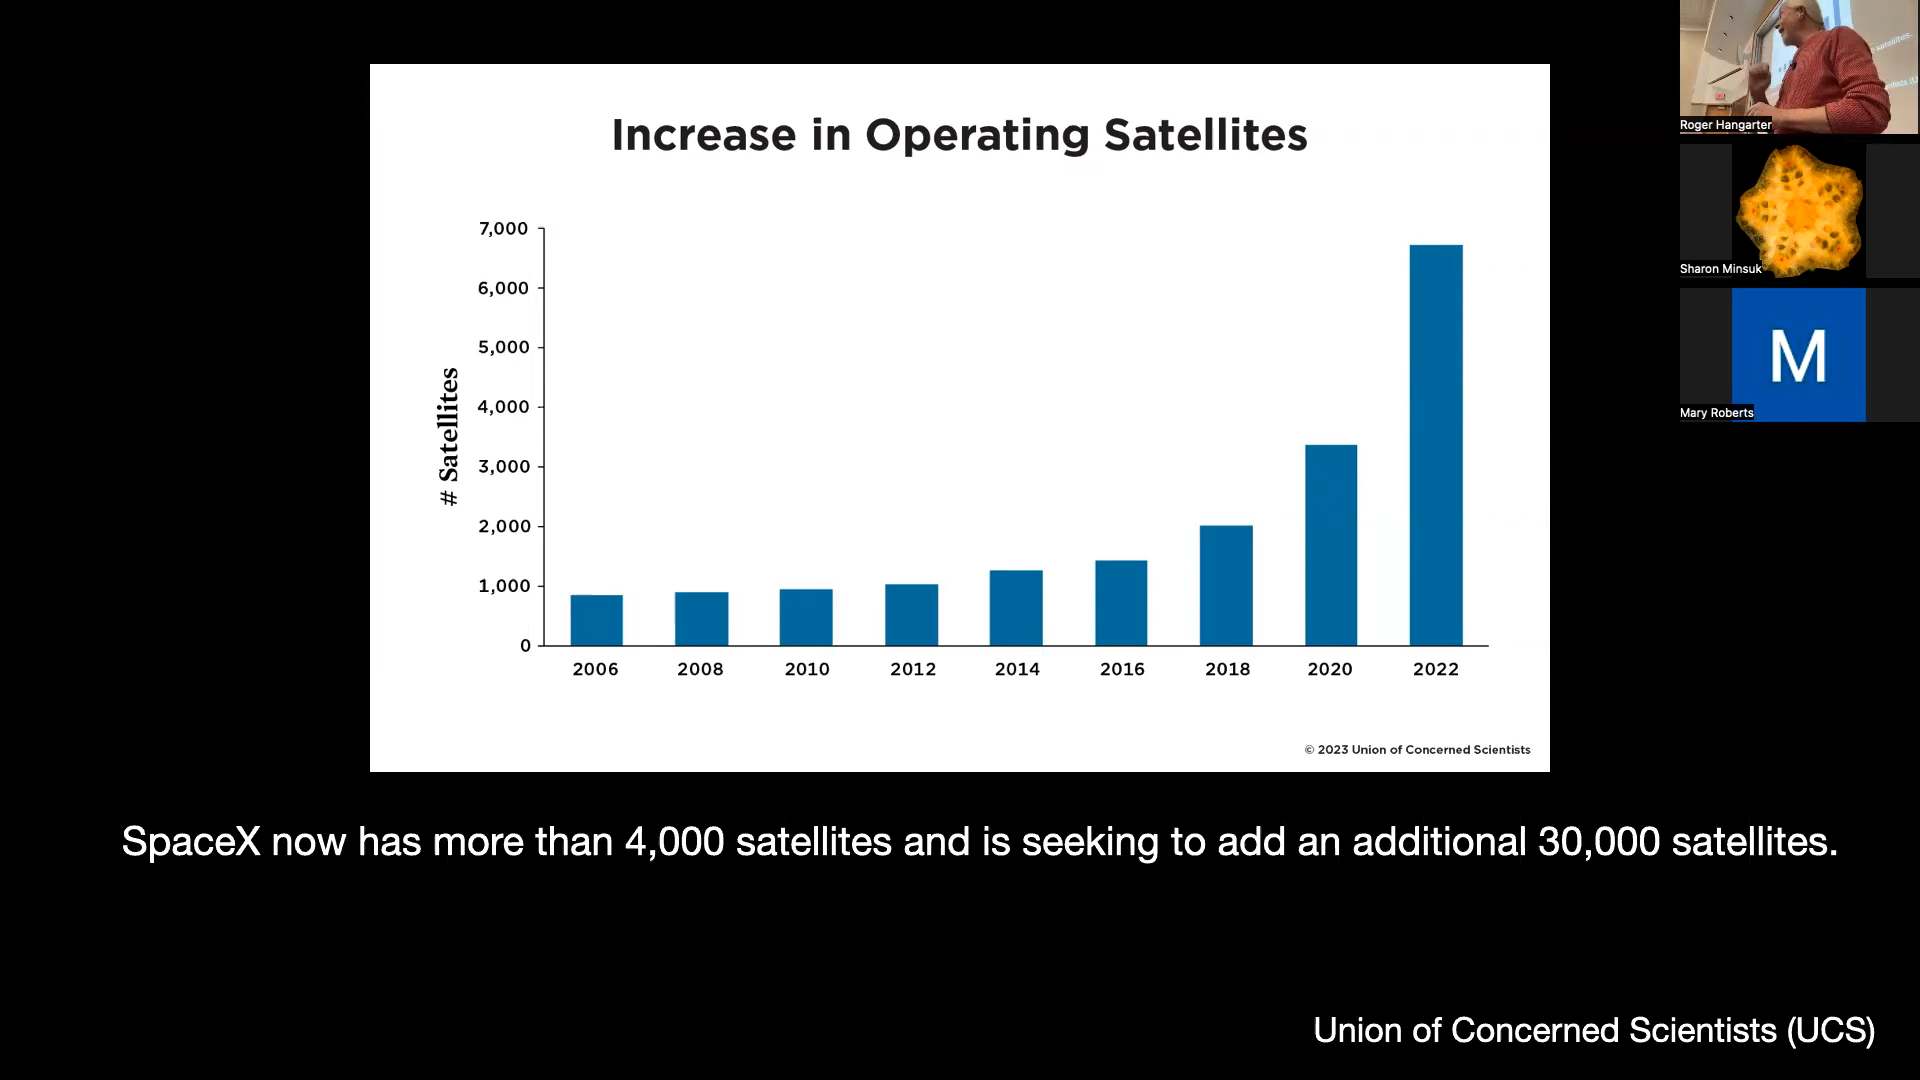 Increase in Operating Satellites
# Satellites
7,000
6,000
5,000
4,000
3,000
2,000
1,000
0
2006 2008 2010 2012 2014 2016 2018 2020 2022
© 2023 Union of Concerned Scientists
SpaceX now has more than 4,000 satellites and is seeking to add an additional 30,000 satellites.
Union of Concerned Scientists (UCS)
satellites.
Roger Hangarter
Sharon Minsuk
M
Mary Roberts